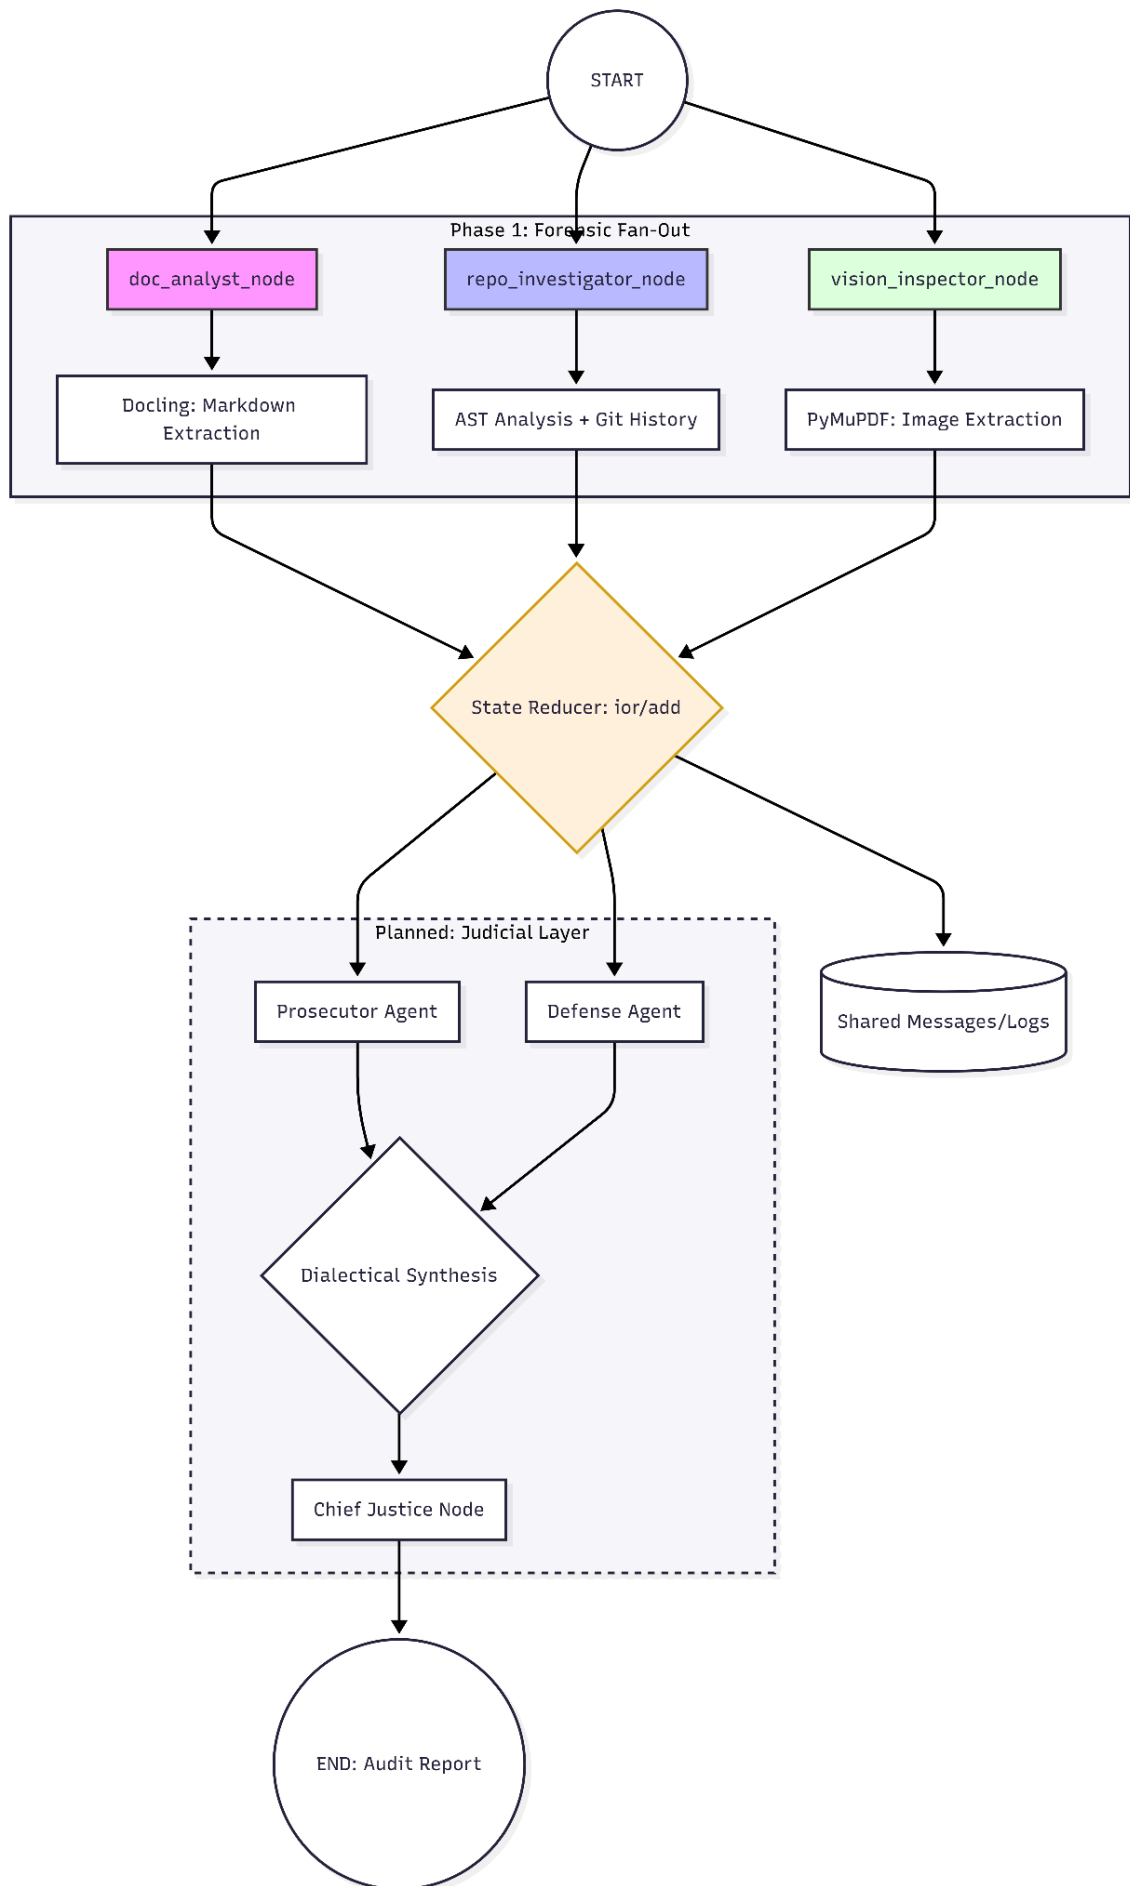 START
Phase 1: Forensic Fan-Out
doc_analyst_node
repo_investigator_node
vision_inspector_node
Docling: Markdown
Extraction
AST Analysis + Git History
PyMuPDF: Image Extraction
State Reducer: ior/add
Planned: Judicial Layer
Prosecutor Agent
Defense Agent
Shared Messages/Logs
Dialectical Synthesis
Chief Justice Node
END: Audit Report